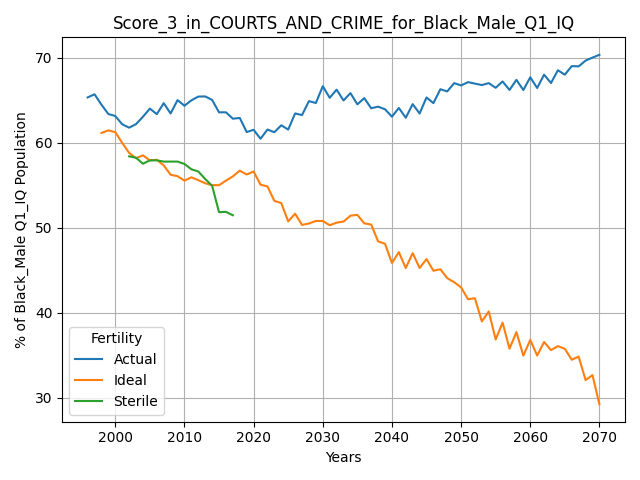 Score_3_in_COURTS_AND_CRIME_for_Black_Male_Q1_IQ
% of Black_Male Q1_IQ Population
70
60
50
40
30
Fertility
Actual
Ideal
Sterile
2000 2010 2020 2030 2040 2050 2060 2070
Years